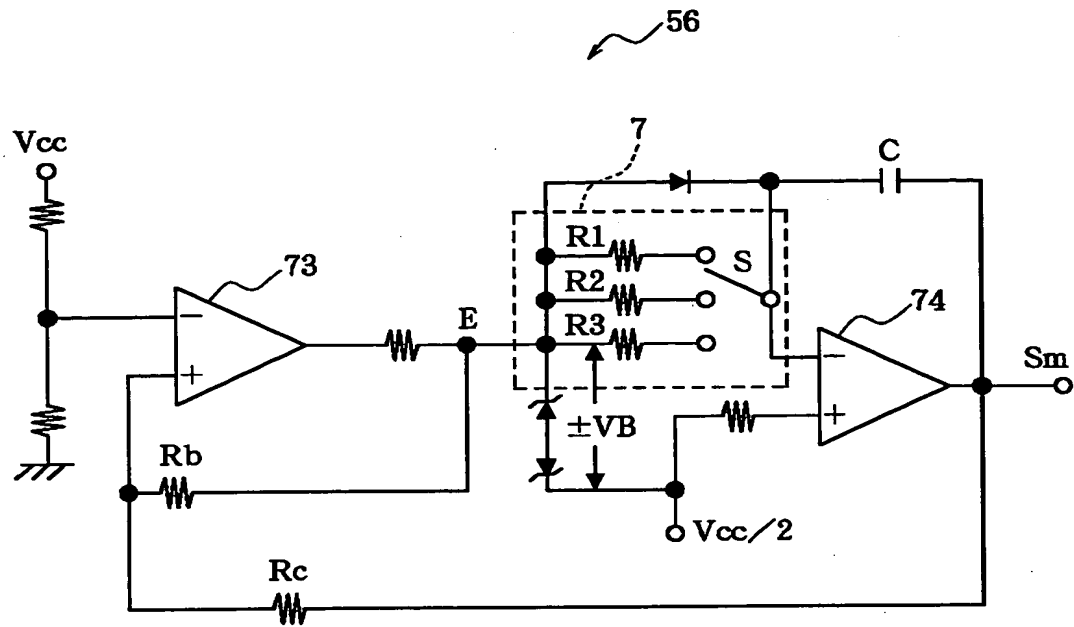 56
Vcc
7
C
R1
S
R2
73
E
R3
74
−
−
Sm
+
±VB
+
Rb
Vcc/2
Rc